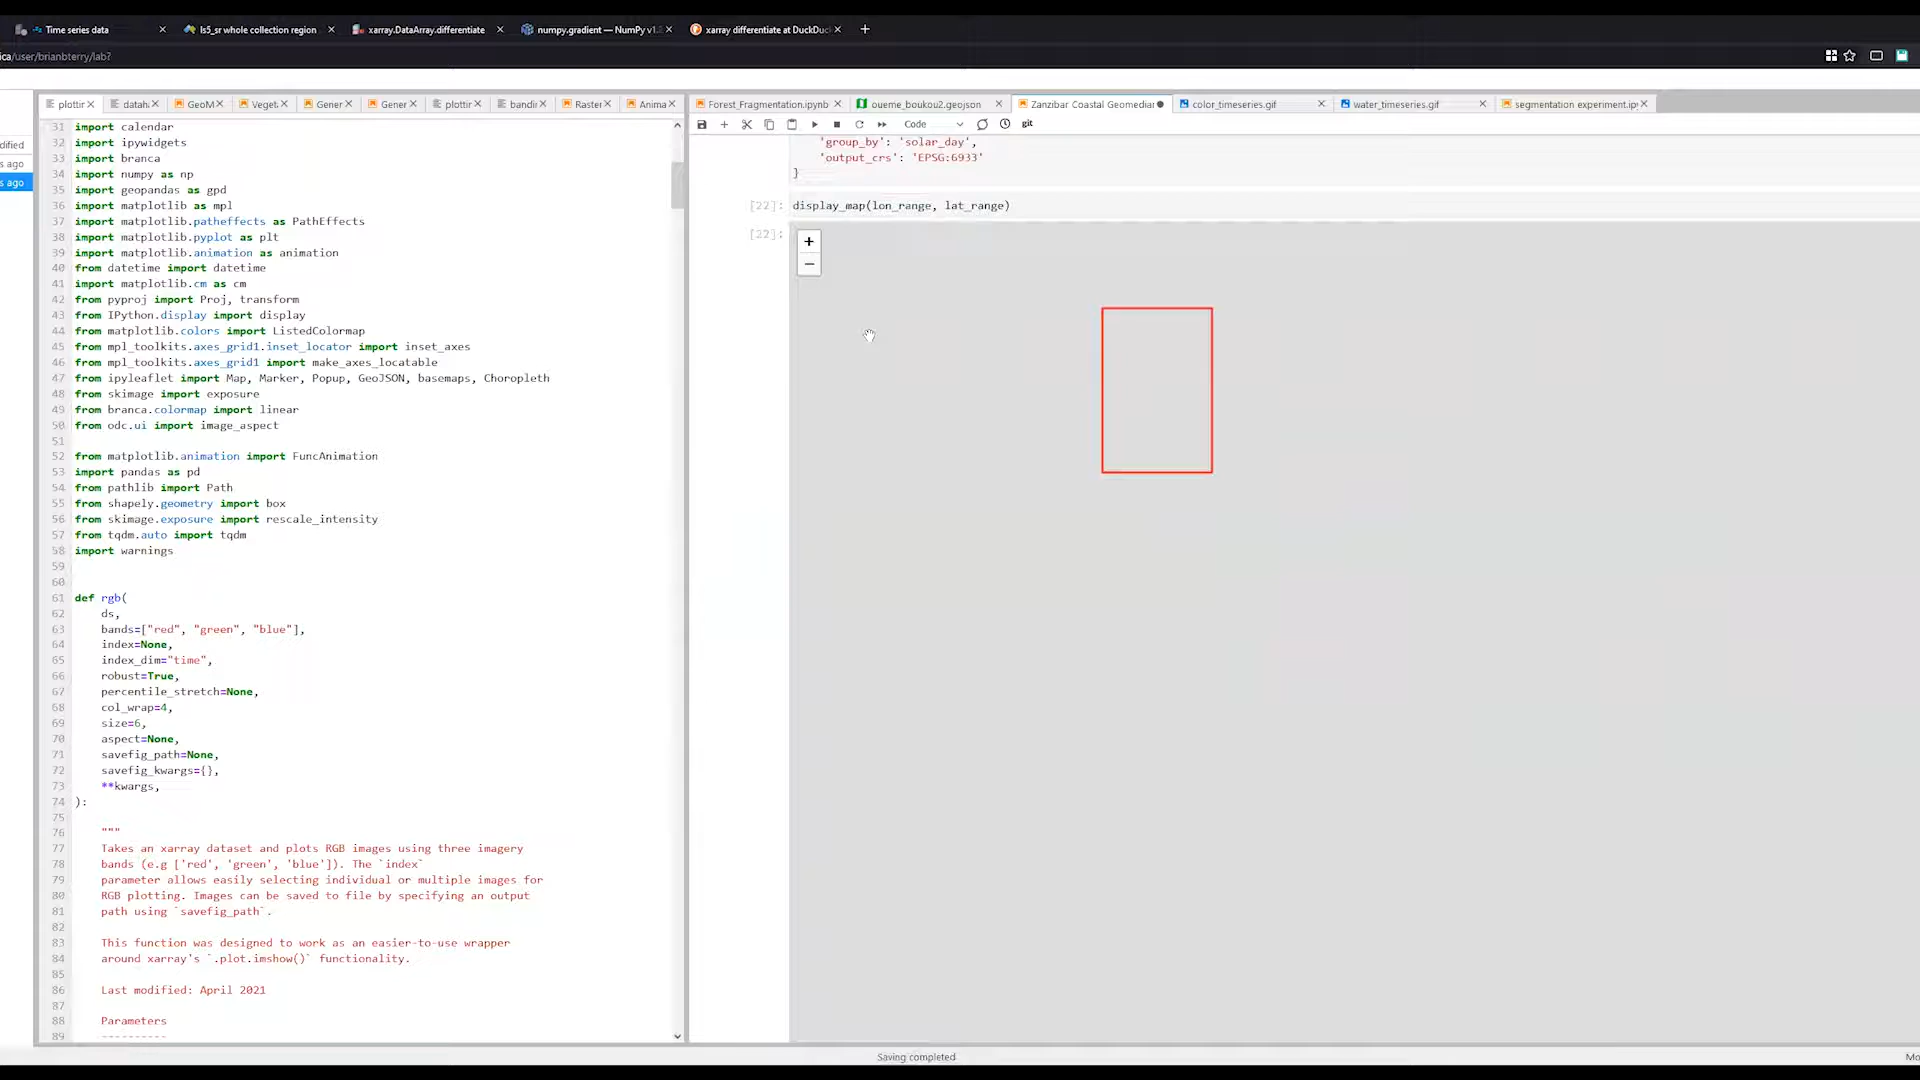 Time series data
ls5_sr whole collection region
xarray.DataArray.differentiate
numpy.gradient — NumPy v1.
xarray differentiate at DuckDuc
ica/user/brianbterry/lab?
plottir
datah
GeoM
Veget
Gener
Gener
plottir
bandir
Raster
Anima
Forest_Fragmentation.ipynb
oueme_boukou2.geojson
Zanzibar Coastal Geomedian
color_timeseries.gif
water_timeseries.gif
segmentation experiment.ip
Code
git
dified
s ago
s ago
31 import calendar
32 import ipywidgets
33 import branca
34 import numpy as np
35 import geopandas as gpd
36 import matplotlib as mpl
37 import matplotlib.patheffects as PathEffects
38 import matplotlib.pyplot as plt
39 import matplotlib.animation as animation
40 from datetime import datetime
41 import matplotlib.cm as cm
42 from pyproj import Proj, transform
43 from IPython.display import display
44 from matplotlib.colors import ListedColormap
45 from mpl_toolkits.axes_grid1.inset_locator import inset_axes
46 from mpl_toolkits.axes_grid1 import make_axes_locatable
47 from ipyleaflet import Map, Marker, Popup, GeoJSON, basemaps, Choropleth
48 from skimage import exposure
49 from branca.colormap import linear
50 from odc.ui import image_aspect
51
52 from matplotlib.animation import FuncAnimation
53 import pandas as pd
54 from pathlib import Path
55 from shapely.geometry import box
56 from skimage.exposure import rescale_intensity
57 from tqdm.auto import tqdm
58 import warnings
59
60
61 def rgb(
62 ds,
63 bands=["red", "green", "blue"],
64 index=None,
65 index_dim="time",
66 robust=True,
67 percentile_stretch=None,
68 col_wrap=4,
69 size=6,
70 aspect=None,
71 savefig_path=None,
72 savefig_kwargs={},
73 **kwargs,
74 ):
75
76 """
77 Takes an xarray dataset and plots RGB images using three imagery
78 bands (e.g ['red', 'green', 'blue']). The `index`
79 parameter allows easily selecting individual or multiple images for
80 RGB plotting. Images can be saved to file by specifying an output
81 path using `savefig_path`.
82
83 This function was designed to work as an easier-to-use wrapper
84 around xarray's `.plot.imshow()` functionality.
85
86 Last modified: April 2021
87
88 Parameters
89 ----------
'group_by': 'solar_day',
'output_crs': 'EPSG:6933'
}
[22]: display_map(lon_range, lat_range)
[22]:
+
−
Saving completed
Mo